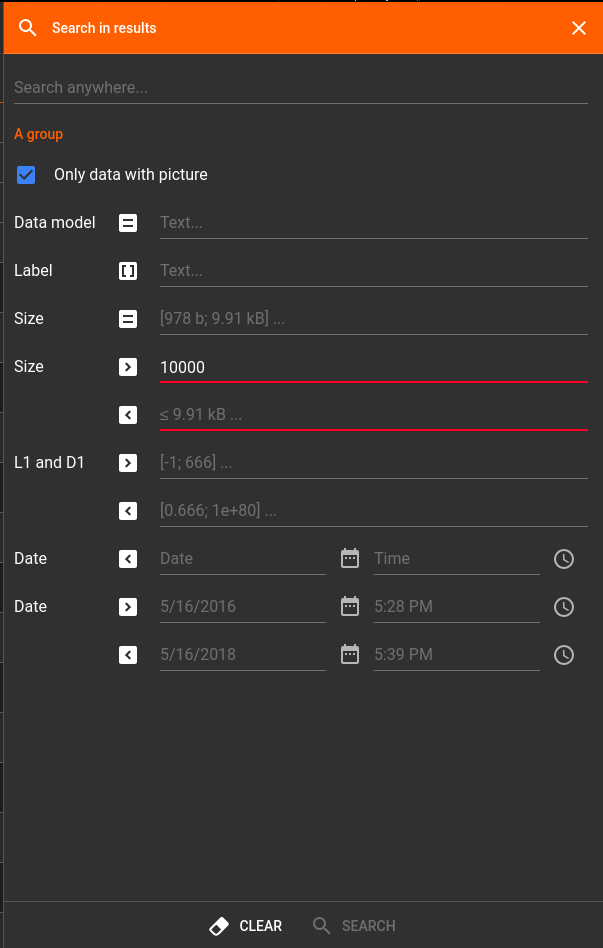 Search in results
Search anywhere...
A group
Only data with picture
Data model = Text...
Label [] Text...
Size = [978 b; 9.91 kB] ...
Size > 10000
< ≤ 9.91 kB ...
L1 and D1 > [-1; 666] ...
< [0.666; 1e+80] ...
Date < Date Time
Date > 5/16/2016 5:28 PM
< 5/16/2018 5:39 PM
CLEAR SEARCH